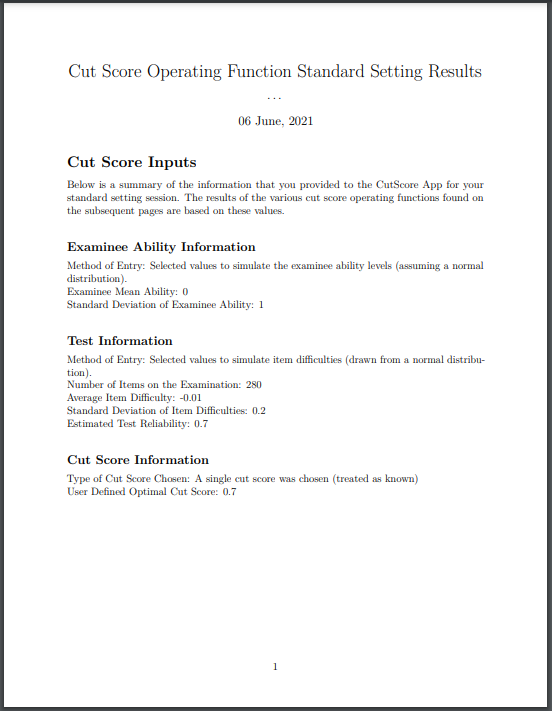 Cut Score Operating Function Standard Setting Results
...
06 June, 2021
Cut Score Inputs
Below is a summary of the information that you provided to the CutScore App for your
standard setting session. The results of the various cut score operating functions found on
the subsequent pages are based on these values.
Examinee Ability Information
Method of Entry: Selected values to simulate the examinee ability levels (assuming a normal
distribution).
Examinee Mean Ability: 0
Standard Deviation of Examinee Ability: 1
Test Information
Method of Entry: Selected values to simulate item difficulties (drawn from a normal distribu-
tion).
Number of Items on the Examination: 280
Average Item Difficulty: -0.01
Standard Deviation of Item Difficulties: 0.2
Estimated Test Reliability: 0.7
Cut Score Information
Type of Cut Score Chosen: A single cut score was chosen (treated as known)
User Defined Optimal Cut Score: 0.7
1